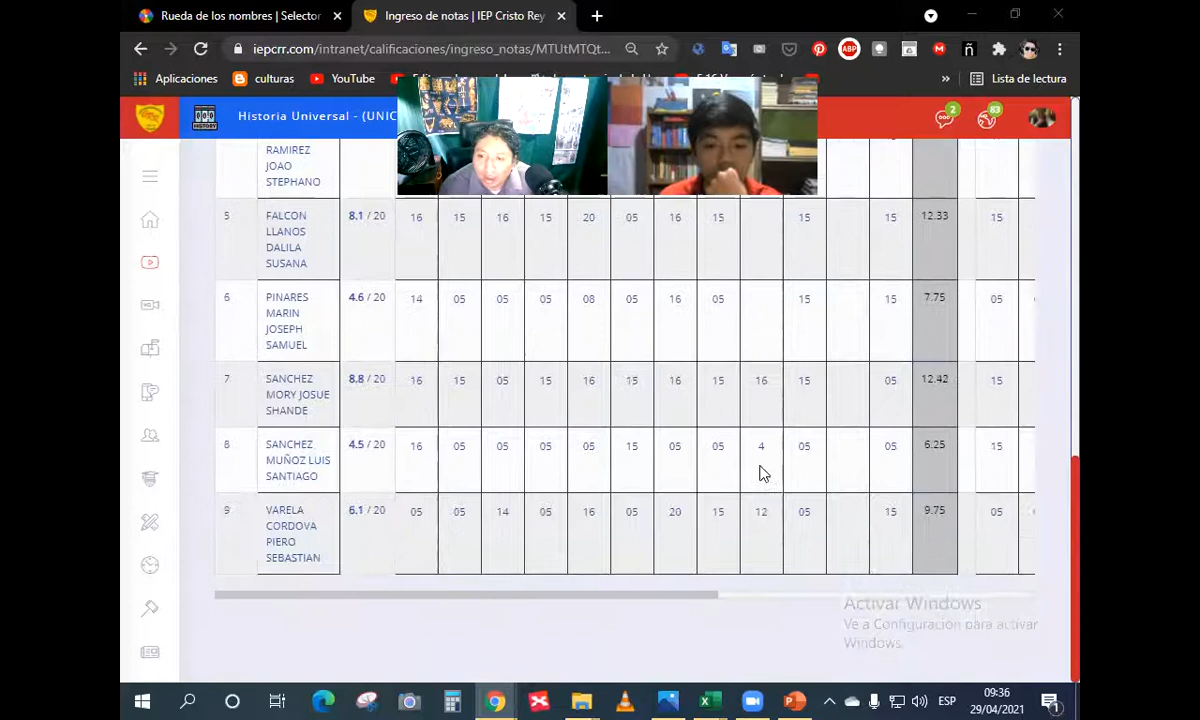 Rueda de los nombres | Selector
Ingreso de notas | IEP Cristo Rey
iepcrr.com/intranet/calificaciones/ingreso_notas/MTUtMTQt...
ABP
M
ñ
Aplicaciones
culturas
YouTube
»
Lista de lectura
HISTORY
Historia Universal - (UNIC
2
83
RAMIREZ
JOAO
STEPHANO
5
FALCON
LLANOS
DALILA
SUSANA
8.1 / 20
16 15 16 15 20 05 16 15 15 15 12.33 15
6
PINARES
MARIN
JOSEPH
SAMUEL
4.6 / 20
14 05 05 05 08 05 16 05 15 15 7.75 05
7
SANCHEZ
MORY JOSUE
SHANDE
8.8 / 20
16 15 05 15 16 15 16 15 16 15 05 12.42 15
8
SANCHEZ
MUÑOZ LUIS
SANTIAGO
4.5 / 20
16 05 05 05 05 15 05 05 4 05 05 6.25 15
9
VARELA
CORDOVA
PIERO
SEBASTIAN
6.1 / 20
05 05 14 05 16 05 20 15 12 05 15 9.75 05
Activar Windows
Ve a Configuración para activar
Windows.
ESP
09:36
29/04/2021
1